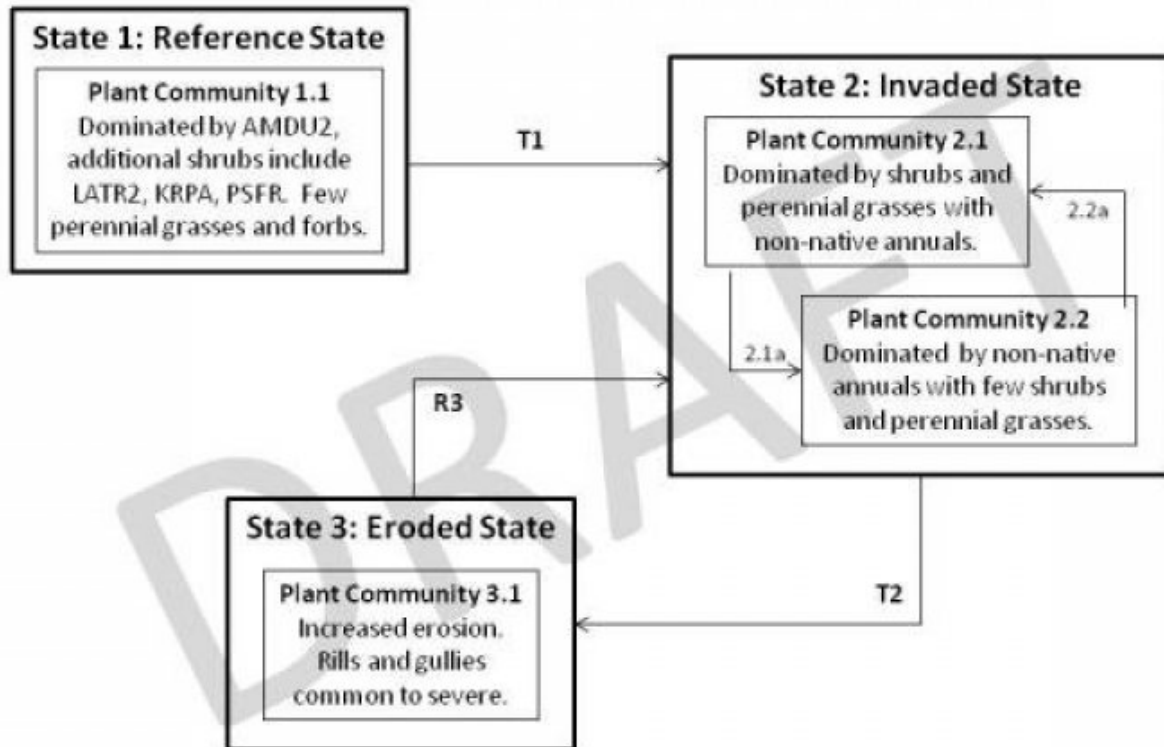 State 1: Reference State
Plant Community 1.1
Dominated by AMDU2,
additional shrubs include
LATR2, KRPA, PSFR. Few
perennial grasses and forbs.
T1
State 2: Invaded State
Plant Community 2.1
Dominated by shrubs and
perennial grasses with
non-native annuals.
2.2a
2.1a
Plant Community 2.2
Dominated by non-native
annuals with few shrubs
and perennial grasses.
R3
State 3: Eroded State
Plant Community 3.1
Increased erosion.
Rills and gullies
common to severe.
T2
DRAFT